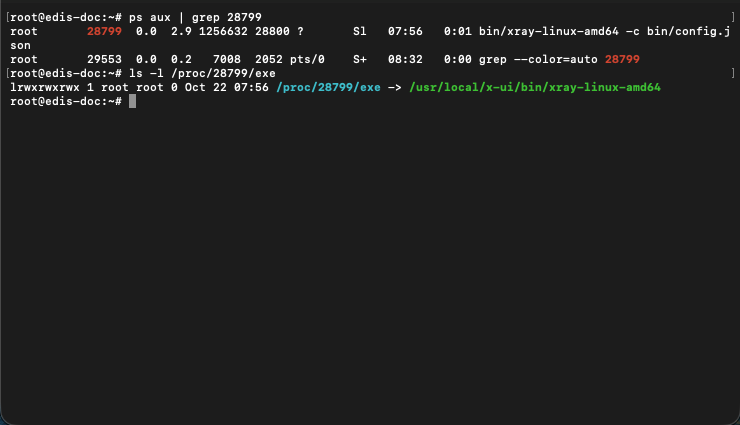 [root@edis-doc:~# ps aux | grep 28799 ]
root 28799 0.0 2.9 1256632 28800 ? Sl 07:56 0:01 bin/xray-linux-amd64 -c bin/config.j
son
root 29553 0.0 0.2 7008 2052 pts/0 S+ 08:32 0:00 grep --color=auto 28799
[root@edis-doc:~# ls -l /proc/28799/exe ]
lrwxrwxrwx 1 root root 0 Oct 22 07:56 /proc/28799/exe -> /usr/local/x-ui/bin/xray-linux-amd64
root@edis-doc:~#